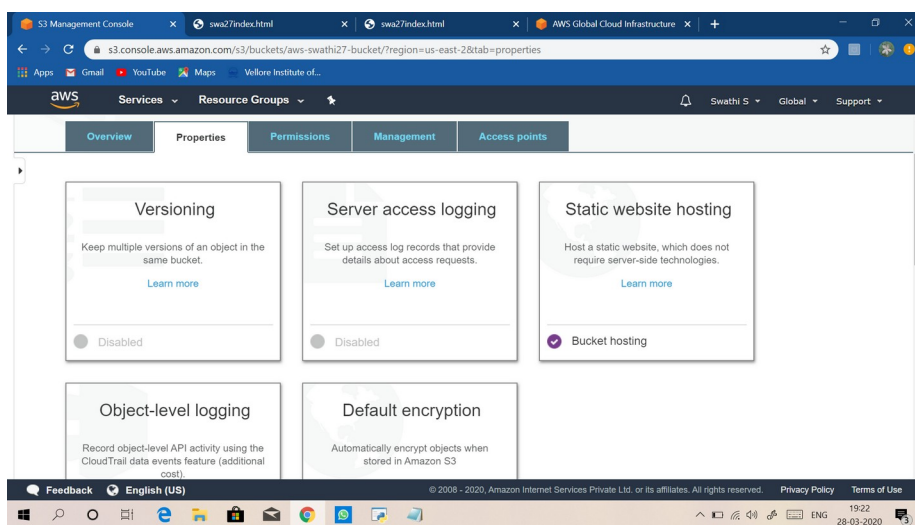 S3 Management Console
swa27index.html
swa27index.html
AWS Global Cloud Infrastructure
s3.console.aws.amazon.com/s3/buckets/aws-swathi27-bucket/?region=us-east-2&tab=properties
Apps Gmail YouTube Maps Vellore Institute of...
aws Services Resource Groups Swathi S Global Support
Overview Properties Permissions Management Access points
Versioning
Keep multiple versions of an object in the
same bucket.
Learn more
Disabled
Server access logging
Set up access log records that provide
details about access requests.
Learn more
Disabled
Static website hosting
Host a static website, which does not
require server-side technologies.
Learn more
Bucket hosting
Object-level logging
Record object-level API activity using the
CloudTrail data events feature (additional
cost).
Default encryption
Automatically encrypt objects when
stored in Amazon S3
Feedback English (US) © 2008 - 2020, Amazon Internet Services Private Ltd. or its affiliates. All rights reserved. Privacy Policy Terms of Use
ENG
19:22
28-03-2020
3